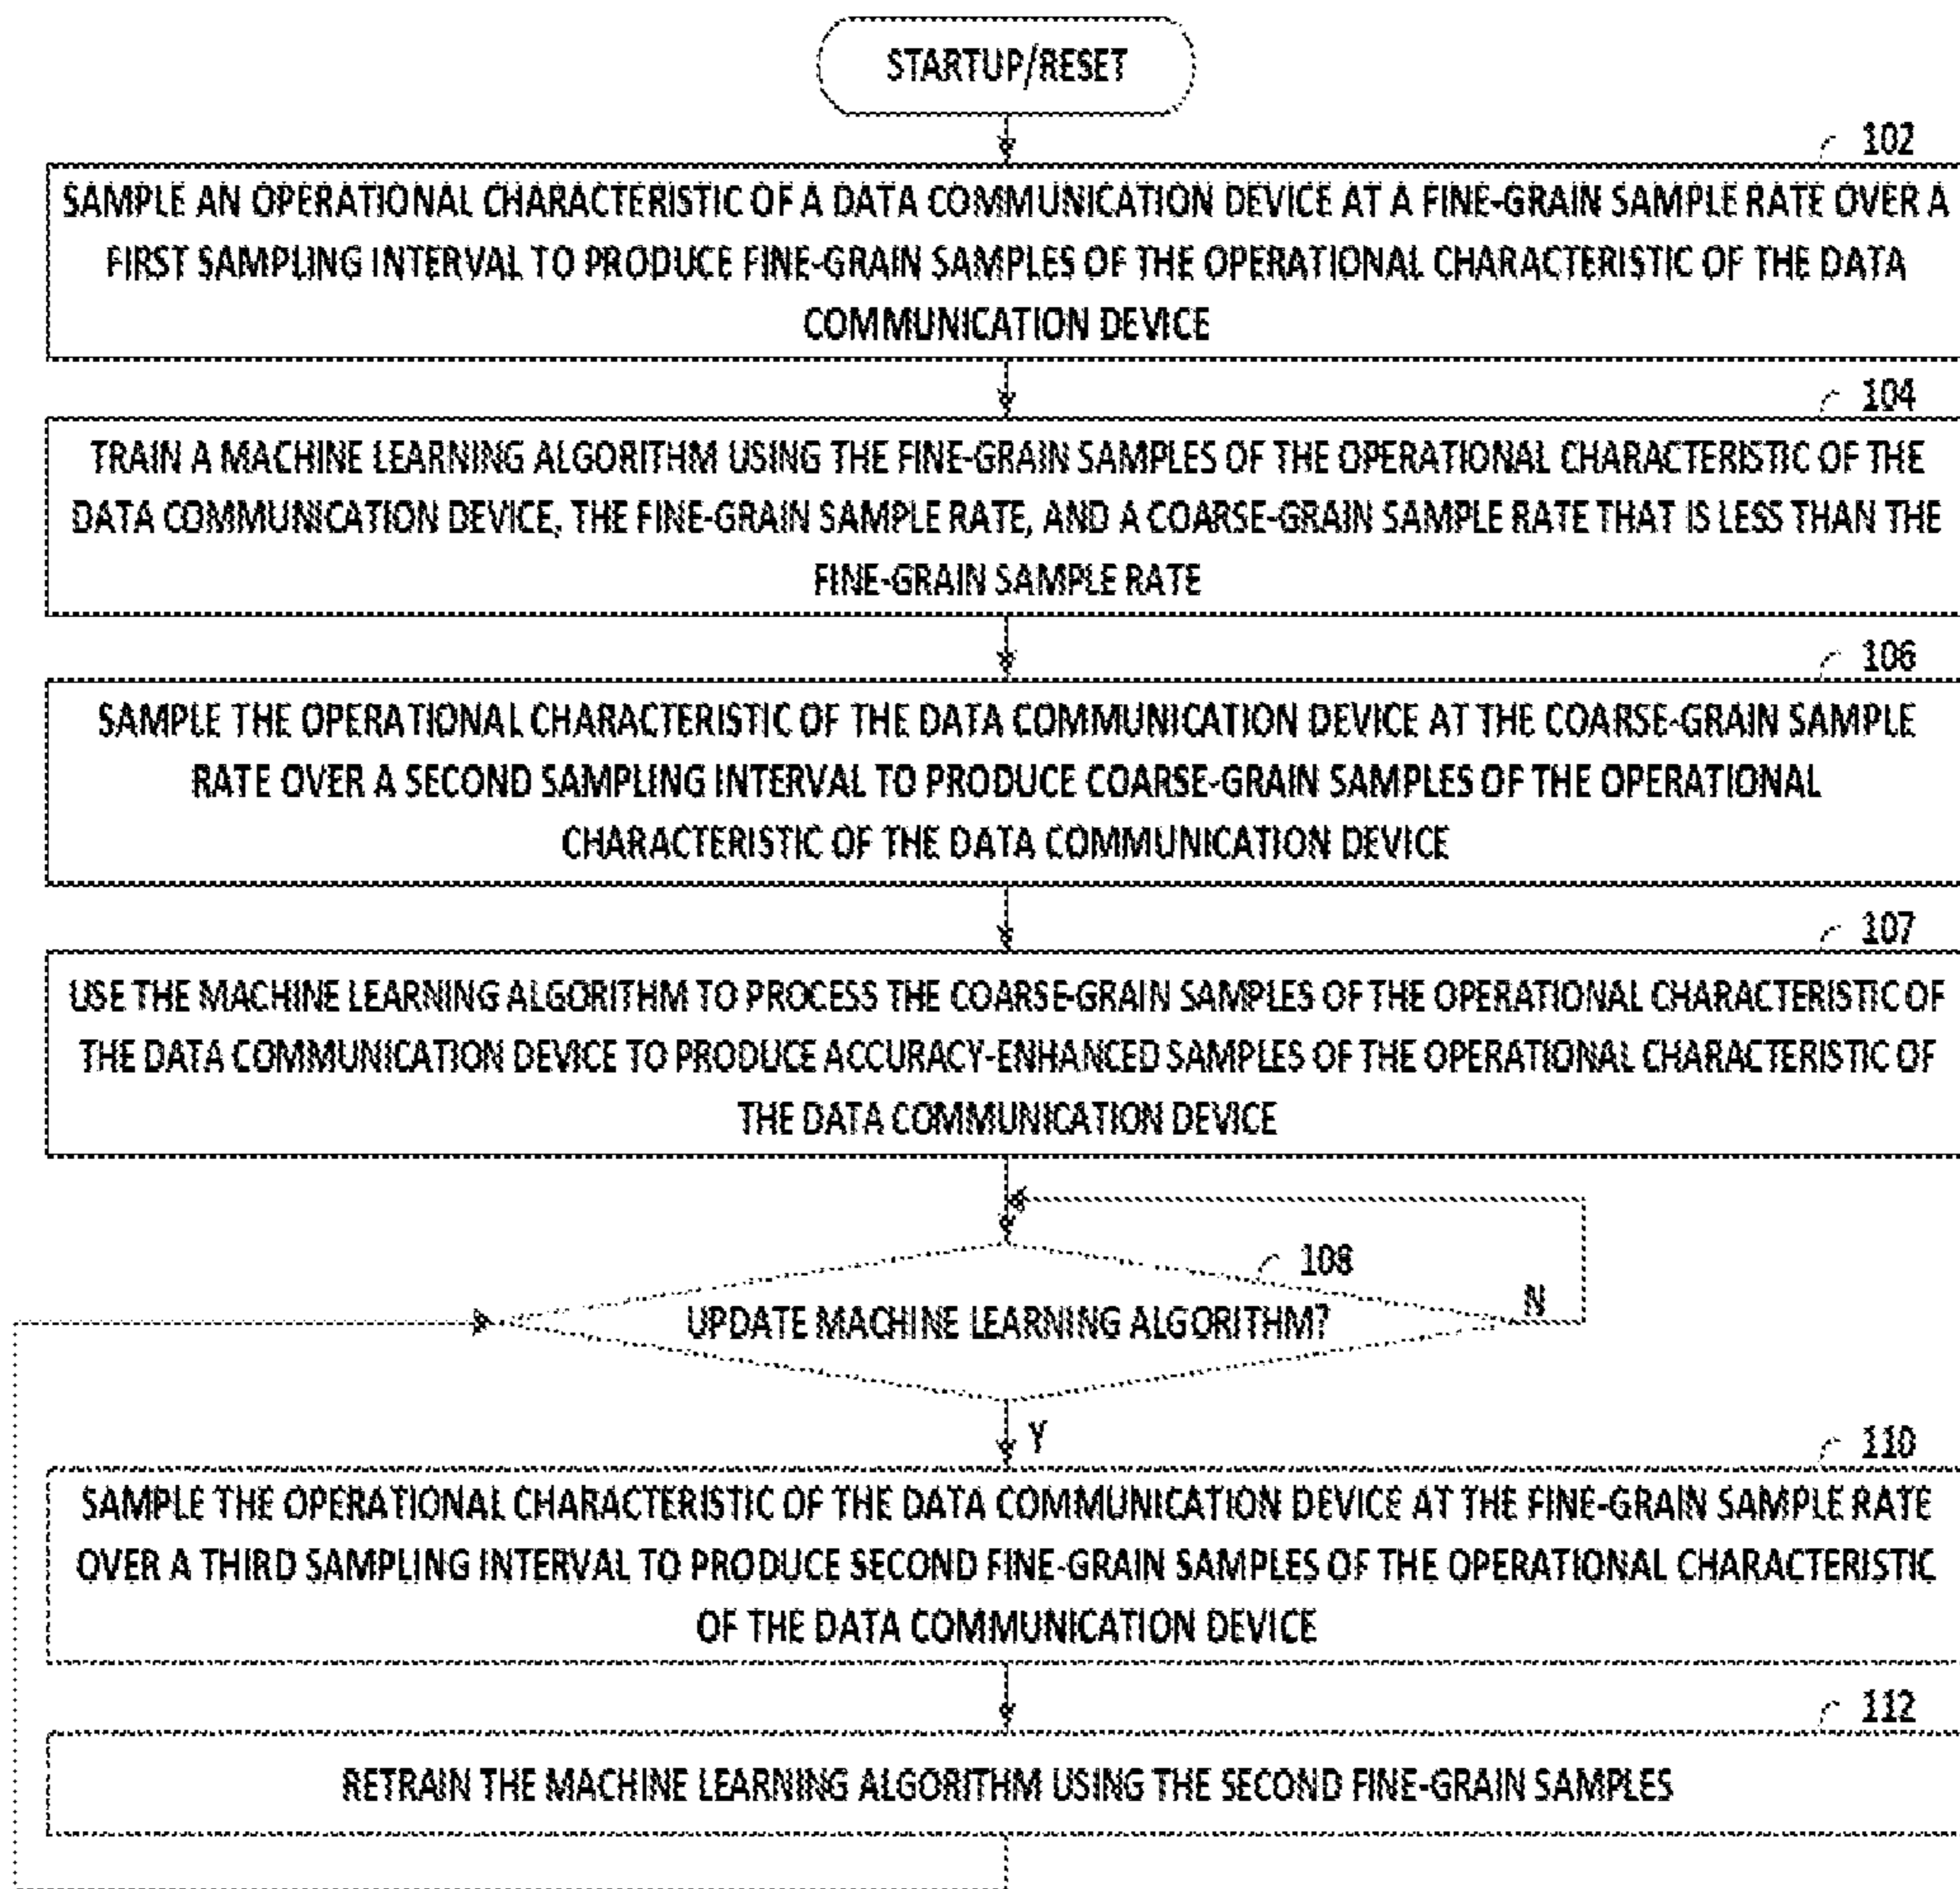 STARTUP/RESET
102
SAMPLE AN OPERATIONAL CHARACTERISTIC OF A DATA COMMUNICATION DEVICE AT A FINE-GRAIN SAMPLE RATE OVER A
FIRST SAMPLING INTERVAL TO PRODUCE FINE-GRAIN SAMPLES OF THE OPERATIONAL CHARACTERISTIC OF THE DATA
COMMUNICATION DEVICE
104
TRAIN A MACHINE LEARNING ALGORITHM USING THE FINE-GRAIN SAMPLES OF THE OPERATIONAL CHARACTERISTIC OF THE
DATA COMMUNICATION DEVICE, THE FINE-GRAIN SAMPLE RATE, AND A COARSE-GRAIN SAMPLE RATE THAT IS LESS THAN THE
FINE-GRAIN SAMPLE RATE
106
SAMPLE THE OPERATIONAL CHARACTERISTIC OF THE DATA COMMUNICATION DEVICE AT THE COARSE-GRAIN SAMPLE
RATE OVER A SECOND SAMPLING INTERVAL TO PRODUCE COARSE-GRAIN SAMPLES OF THE OPERATIONAL
CHARACTERISTIC OF THE DATA COMMUNICATION DEVICE
107
USE THE MACHINE LEARNING ALGORITHM TO PROCESS THE COARSE-GRAIN SAMPLES OF THE OPERATIONAL CHARACTERISTIC OF
THE DATA COMMUNICATION DEVICE TO PRODUCE ACCURACY-ENHANCED SAMPLES OF THE OPERATIONAL CHARACTERISTIC OF
THE DATA COMMUNICATION DEVICE
108
UPDATE MACHINE LEARNING ALGORITHM?
N
Y
110
SAMPLE THE OPERATIONAL CHARACTERISTIC OF THE DATA COMMUNICATION DEVICE AT THE FINE-GRAIN SAMPLE RATE
OVER A THIRD SAMPLING INTERVAL TO PRODUCE SECOND FINE-GRAIN SAMPLES OF THE OPERATIONAL CHARACTERISTIC
OF THE DATA COMMUNICATION DEVICE
112
RETRAIN THE MACHINE LEARNING ALGORITHM USING THE SECOND FINE-GRAIN SAMPLES